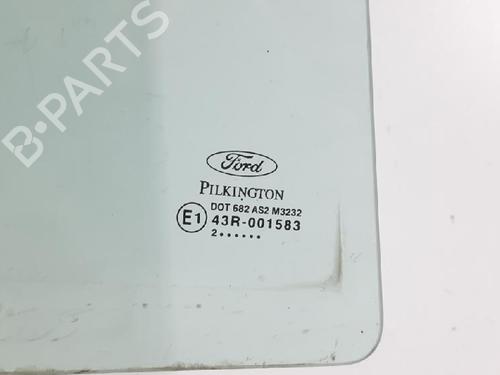 B-PARTS
Ford
PILKINGTON
DOT 682 AS2 M3232
E1 43R-001583
2••••••